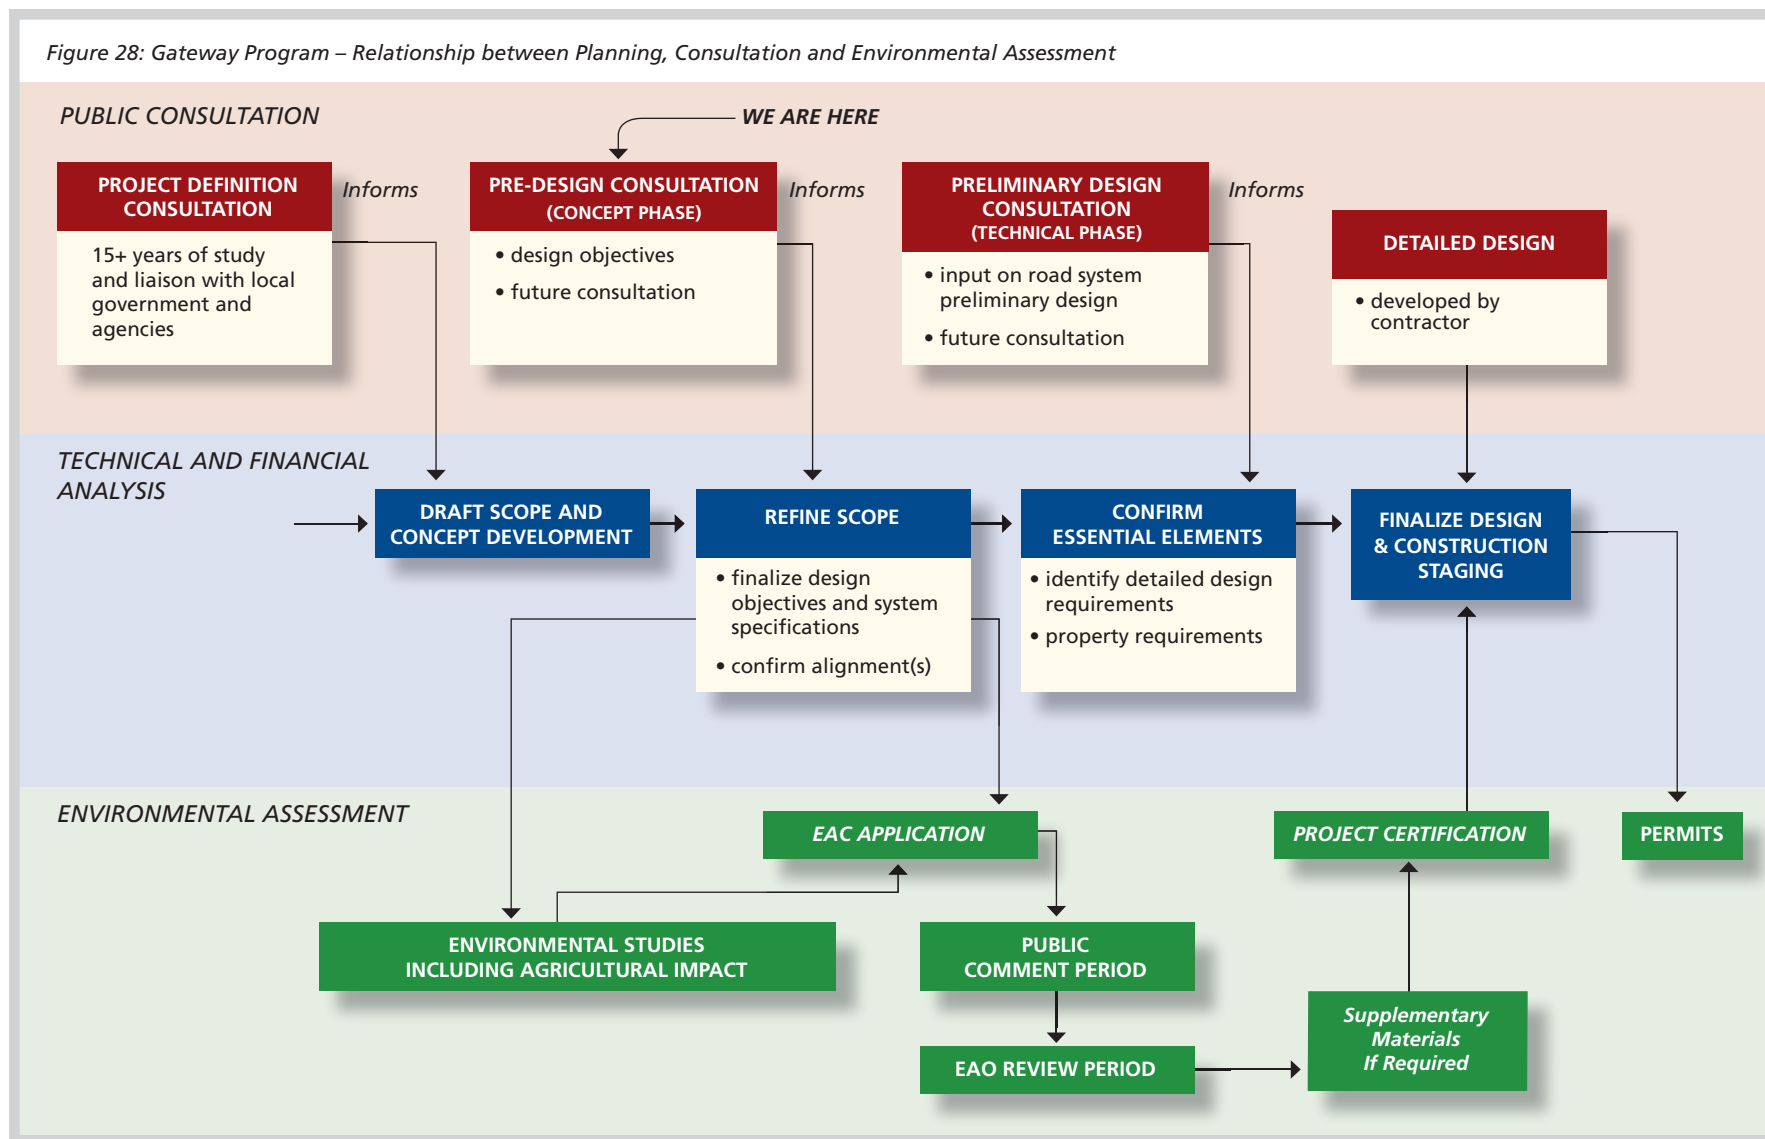 Figure 28: Gateway Program – Relationship between Planning, Consultation and Environmental Assessment
PUBLIC CONSULTATION
WE ARE HERE
PROJECT DEFINITION
CONSULTATION
Informs
15+ years of study
and liaison with local
government and
agencies
PRE-DESIGN CONSULTATION
(CONCEPT PHASE)
Informs
• design objectives
• future consultation
PRELIMINARY DESIGN
CONSULTATION
(TECHNICAL PHASE)
Informs
• input on road system
preliminary design
• future consultation
DETAILED DESIGN
• developed by
contractor
TECHNICAL AND FINANCIAL
ANALYSIS
DRAFT SCOPE AND
CONCEPT DEVELOPMENT
REFINE SCOPE
• finalize design
objectives and system
specifications
• confirm alignment(s)
CONFIRM
ESSENTIAL ELEMENTS
• identify detailed design
requirements
• property requirements
FINALIZE DESIGN
& CONSTRUCTION
STAGING
ENVIRONMENTAL ASSESSMENT
EAC APPLICATION
PROJECT CERTIFICATION
PERMITS
ENVIRONMENTAL STUDIES
INCLUDING AGRICULTURAL IMPACT
PUBLIC
COMMENT PERIOD
EAO REVIEW PERIOD
Supplementary
Materials
If Required